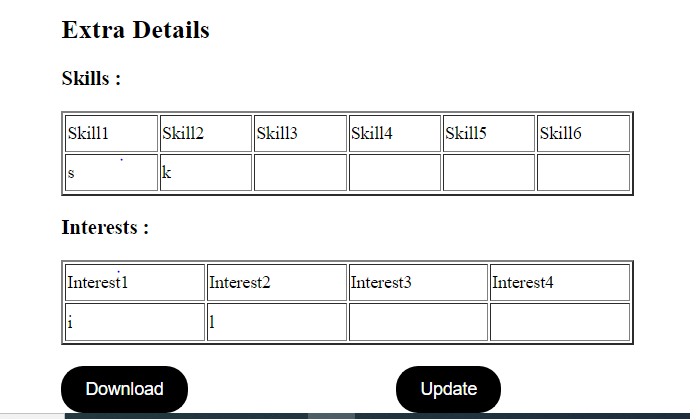 Extra Details
Skills :
Skill1 Skill2 Skill3 Skill4 Skill5 Skill6
s k
Interests :
Interest1 Interest2 Interest3 Interest4
i l
Download Update